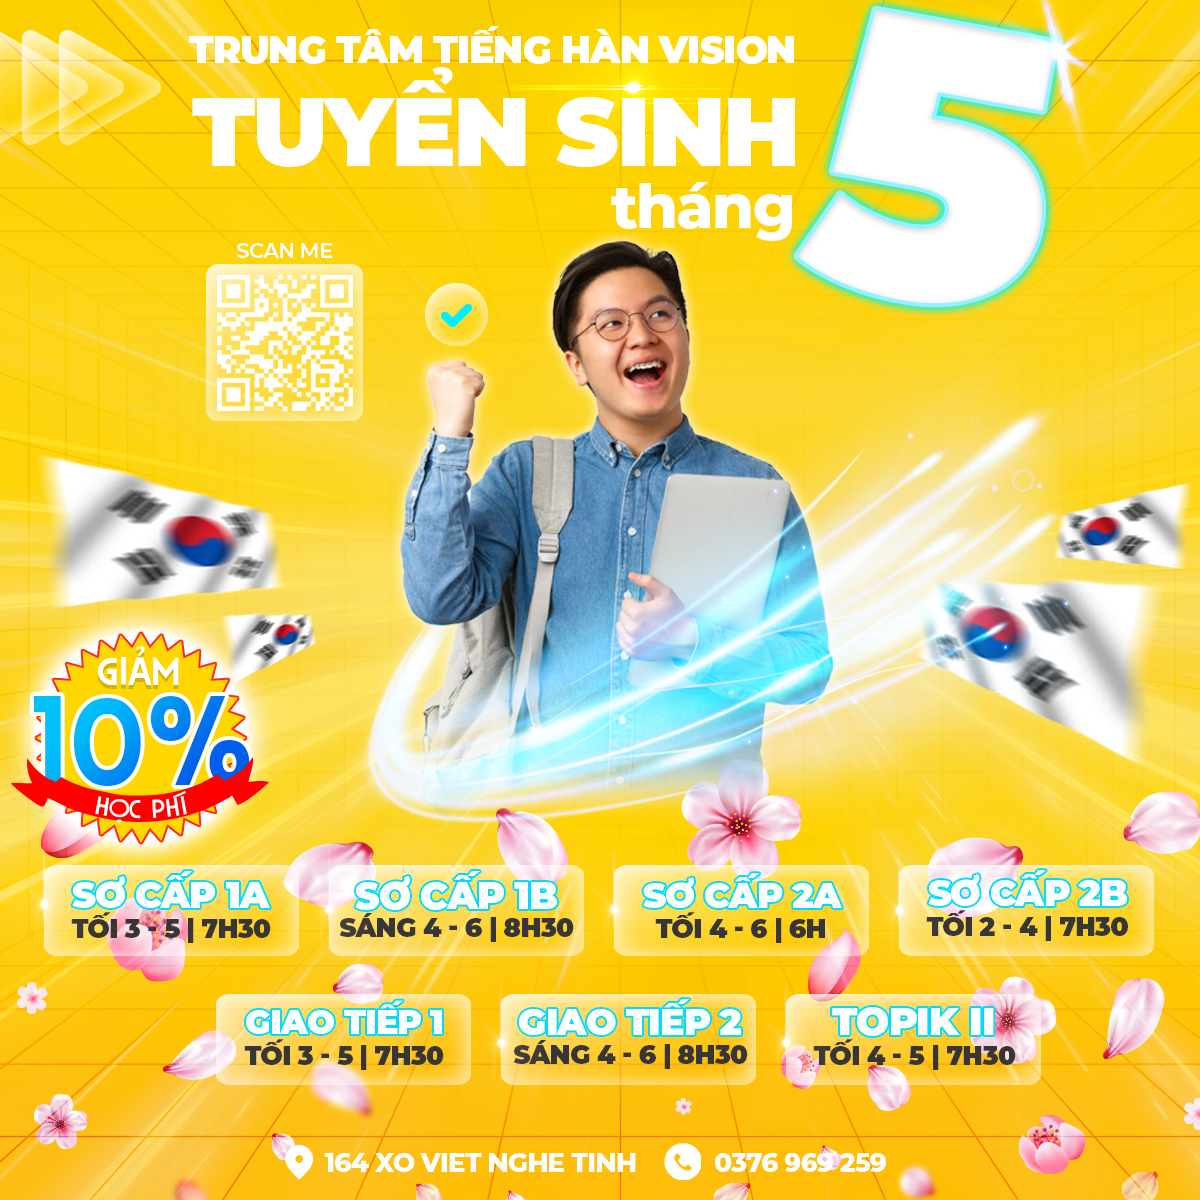 TRUNG TÂM TIẾNG HÀN VISION
TUYỂN SINH
tháng
5
SCAN ME
GIẢM
10%
HỌC PHÍ
SƠ CẤP 1A
TỐI 3 - 5 | 7H30
SƠ CẤP 1B
SÁNG 4 - 6 | 8H30
SƠ CẤP 2A
TỐI 4 - 6 | 6H
SƠ CẤP 2B
TỐI 2 - 4 | 7H30
GIAO TIẾP 1
TỐI 3 - 5 | 7H30
GIAO TIẾP 2
SÁNG 4 - 6 | 8H30
TOPIK II
TỐI 4 - 5 | 7H30
164 XO VIET NGHE TINH
0376 969 259